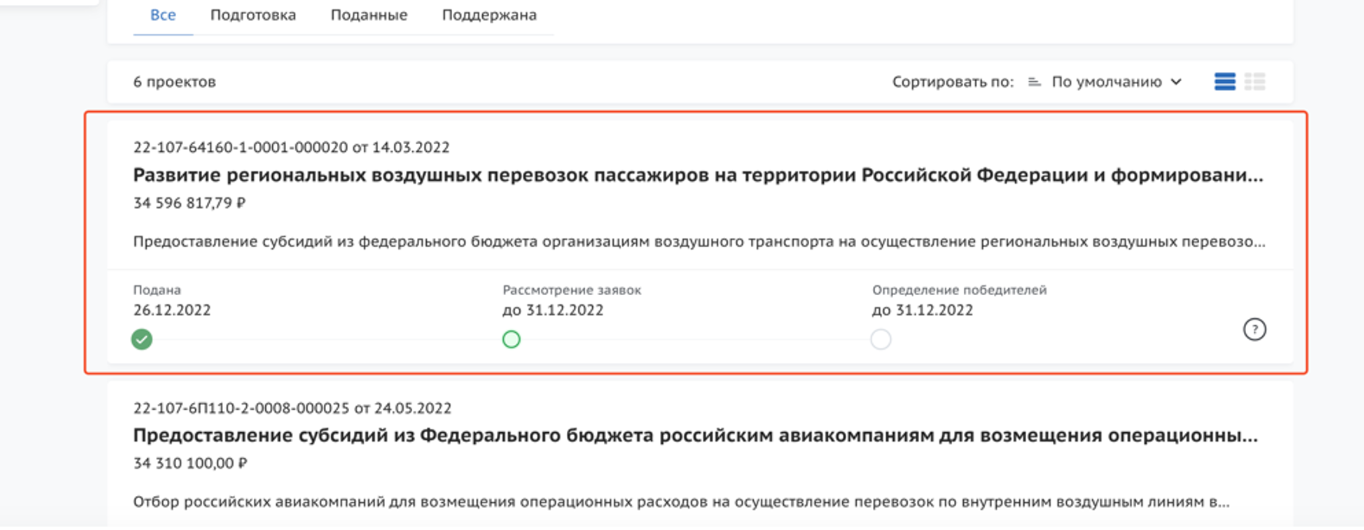 Все Подготовка Поданные Поддержана
6 проектов Сортировать по: По умолчанию
22-107-64160-1-0001-000020 от 14.03.2022
Развитие региональных воздушных перевозок пассажиров на территории Российской Федерации и формировани...
34 596 817,79 ₽
Предоставление субсидий из федерального бюджета организациям воздушного транспорта на осуществление региональных воздушных перевозо...
Подана Рассмотрение заявок Определение победителей
26.12.2022 до 31.12.2022 до 31.12.2022
?
22-107-6П110-2-0008-000025 от 24.05.2022
Предоставление субсидий из Федерального бюджета российским авиакомпаниям для возмещения операционны...
34 310 100,00 ₽
Отбор российских авиакомпаний для возмещения операционных расходов на осуществление перевозок по внутренним воздушным линиям в...